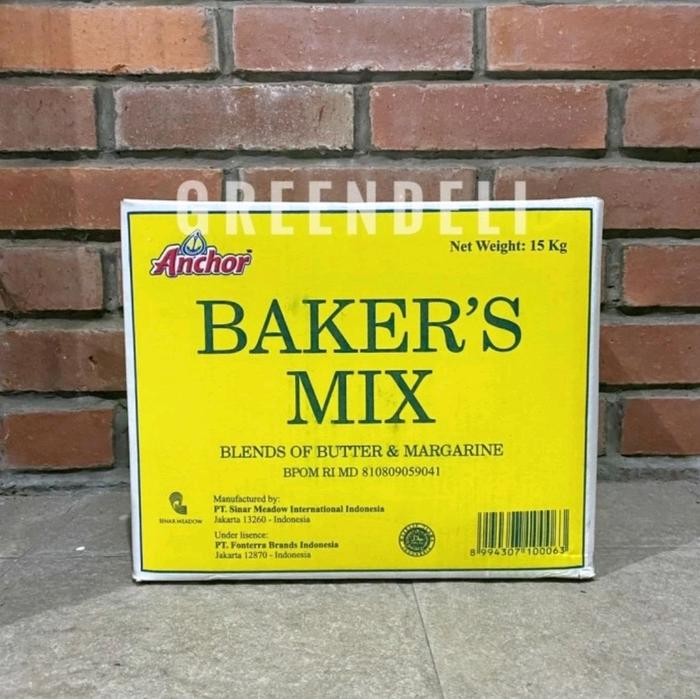 GREENDELI
Anchor™
Net Weight: 15 Kg
BAKER'S
MIX
BLENDS OF BUTTER & MARGARINE
BPOM RI MD 810809059041
SINAR MEADOW
Manufactured by:
PT. Sinar Meadow International Indonesia
Jakarta 13260 - Indonesia
Under lisence:
PT. Fonterra Brands Indonesia
Jakarta 12870 - Indonesia
8 994307 100063